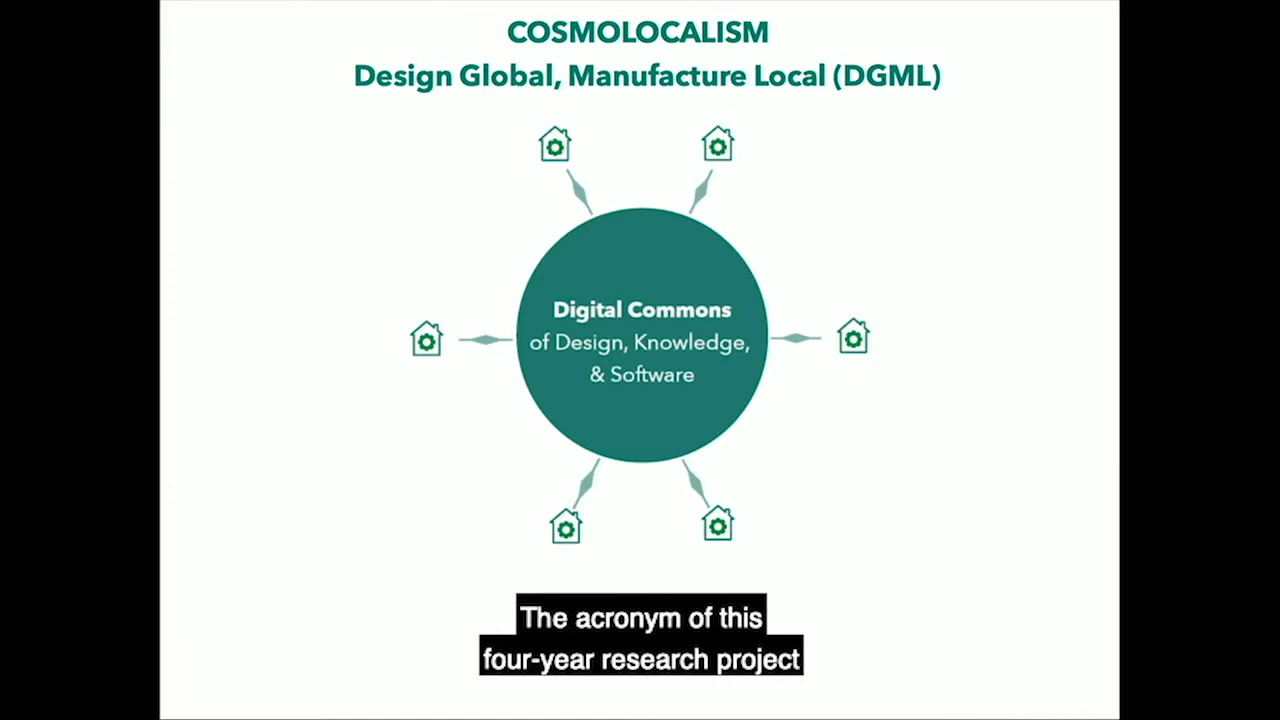 COSMOLOCALISM
Design Global, Manufacture Local (DGML)
Digital Commons
of Design, Knowledge,
& Software
The acronym of this
four-year research project